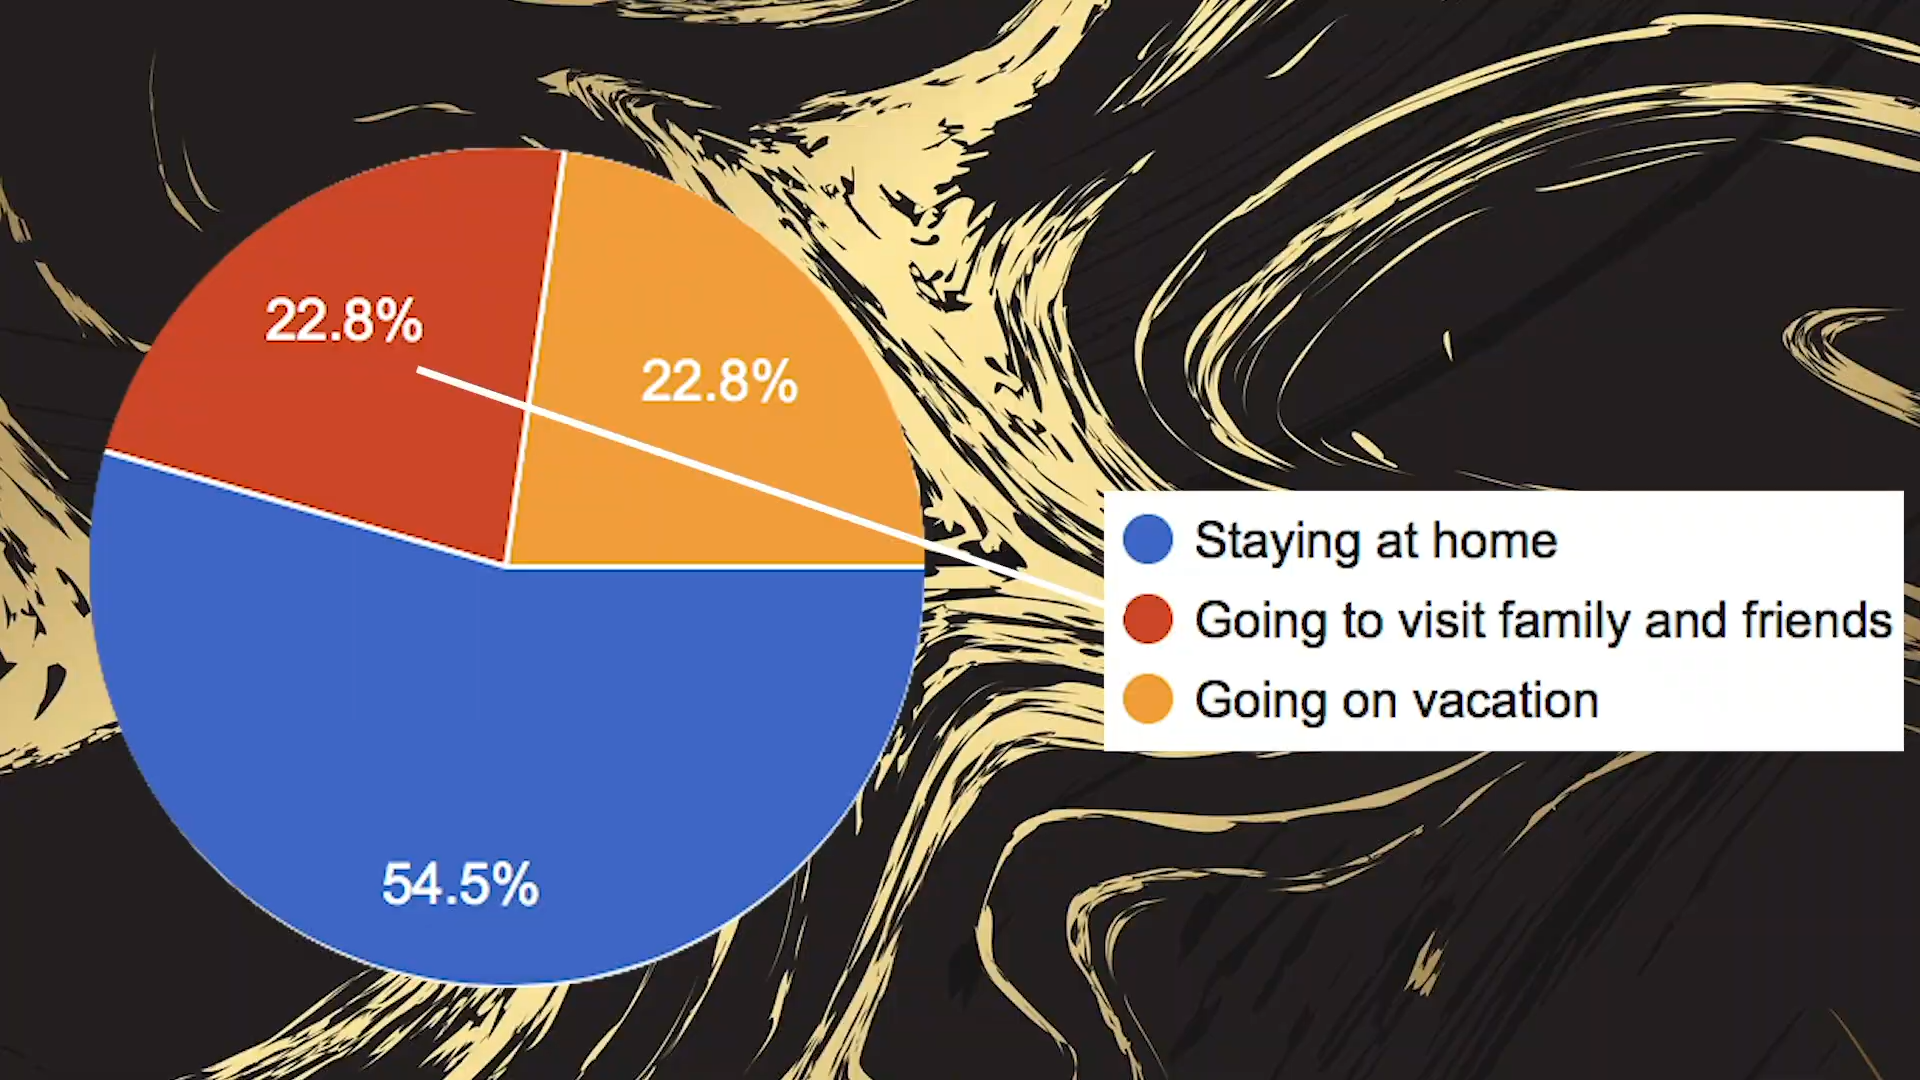 22.8%
22.8%
54.5%
Staying at home
Going to visit family and friends
Going on vacation